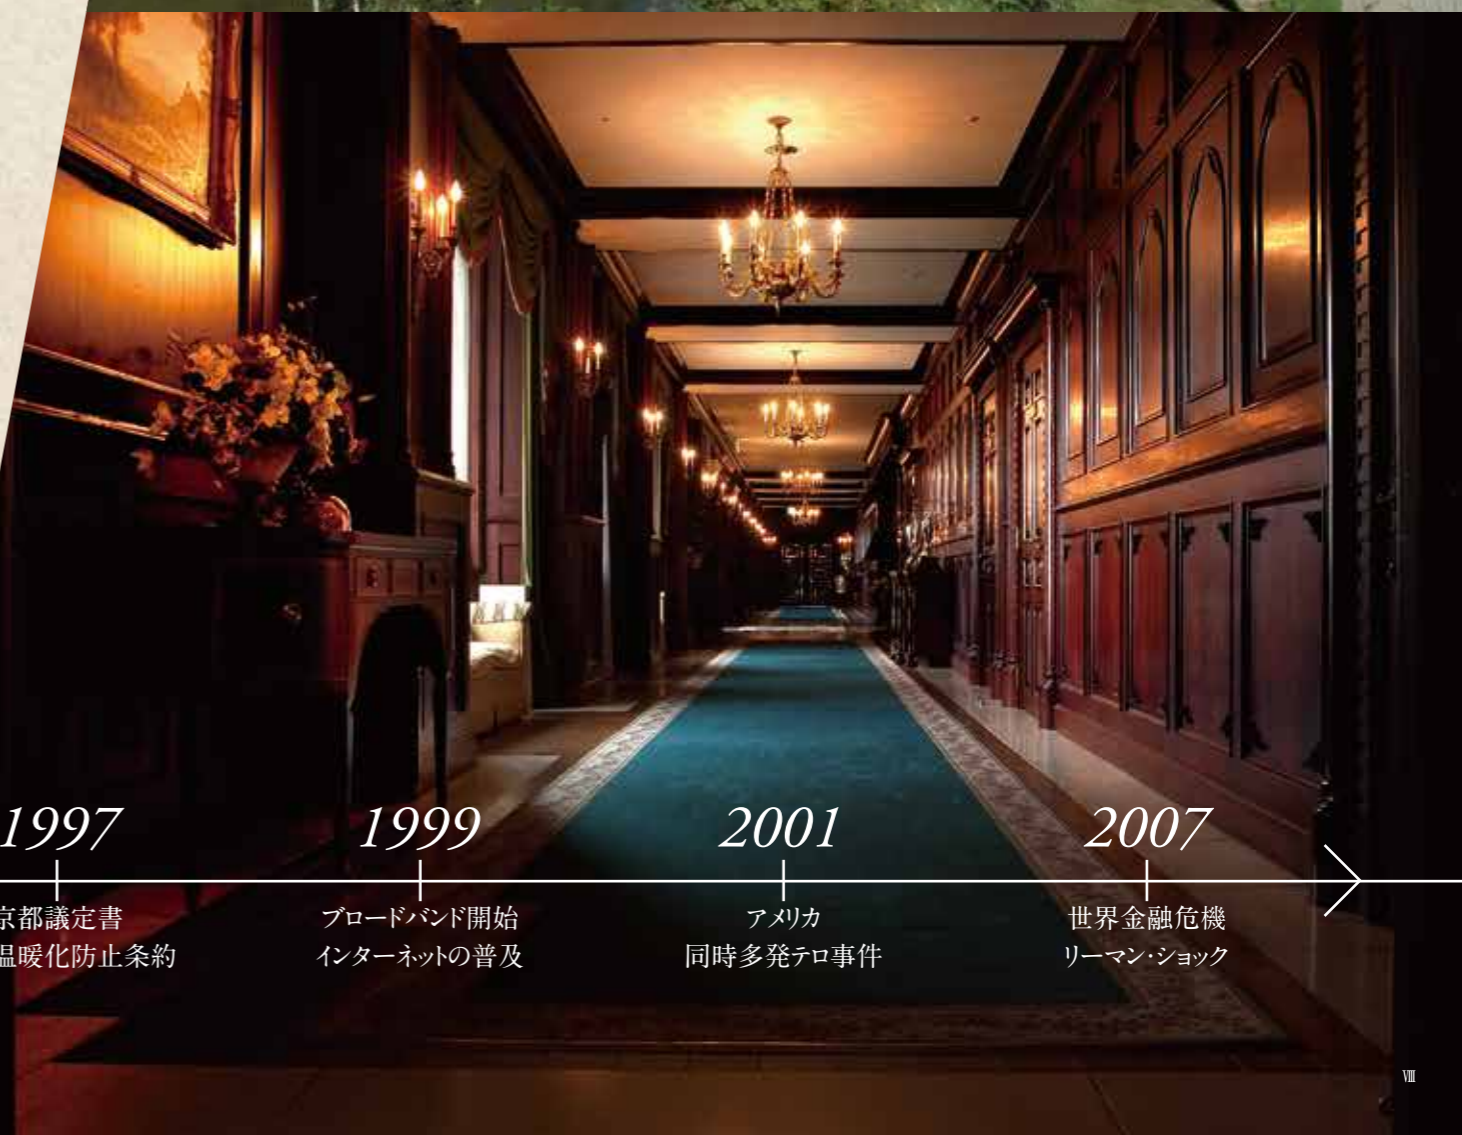 1997
京都議定書
温暖化防止条約
1999
ブロードバンド開始
インターネットの普及
2001
アメリカ
同時多発テロ事件
2007
世界金融危機
リーマン・ショック
Ⅷ